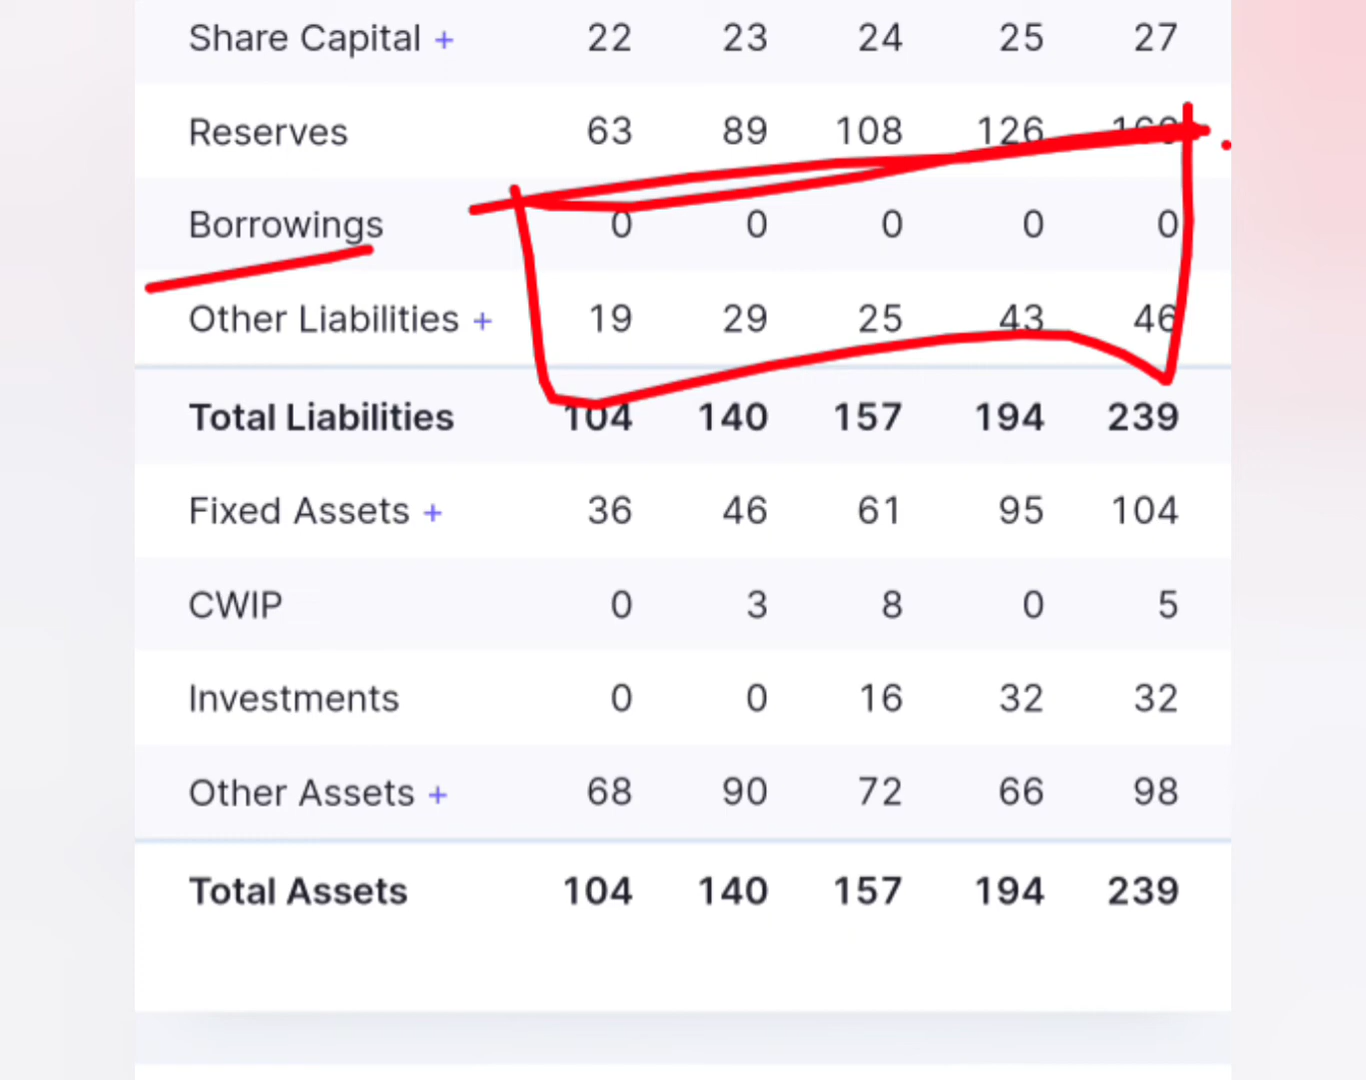 Share Capital + 22 23 24 25 27
Reserves 63 89 108 126
Borrowings 0 0 0 0 0
Other Liabilities + 19 29 25 43 46
Total Liabilities 104 140 157 194 239
Fixed Assets + 36 46 61 95 104
CWIP 0 3 8 0 5
Investments 0 0 16 32 32
Other Assets + 68 90 72 66 98
Total Assets 104 140 157 194 239